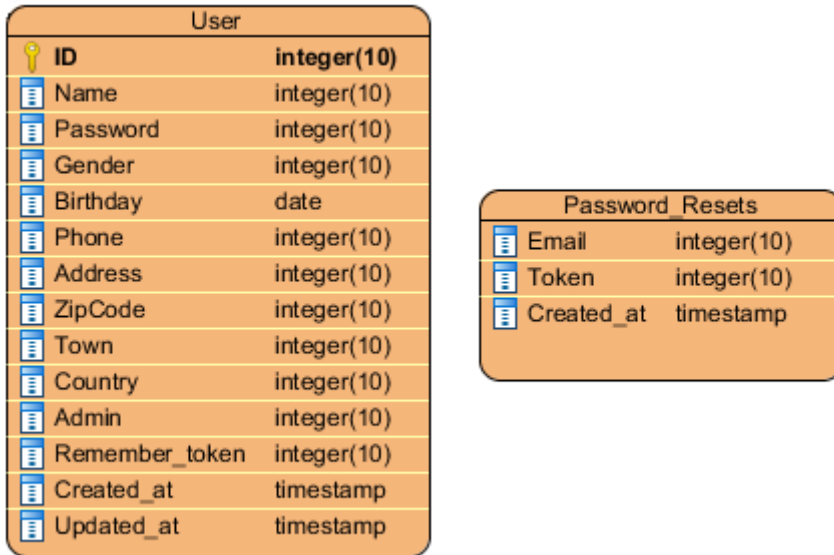 User
ID integer(10)
Name integer(10)
Password integer(10)
Gender integer(10)
Birthday date
Phone integer(10)
Address integer(10)
ZipCode integer(10)
Town integer(10)
Country integer(10)
Admin integer(10)
Remember_token integer(10)
Created_at timestamp
Updated_at timestamp
Password_Resets
Email integer(10)
Token integer(10)
Created_at timestamp